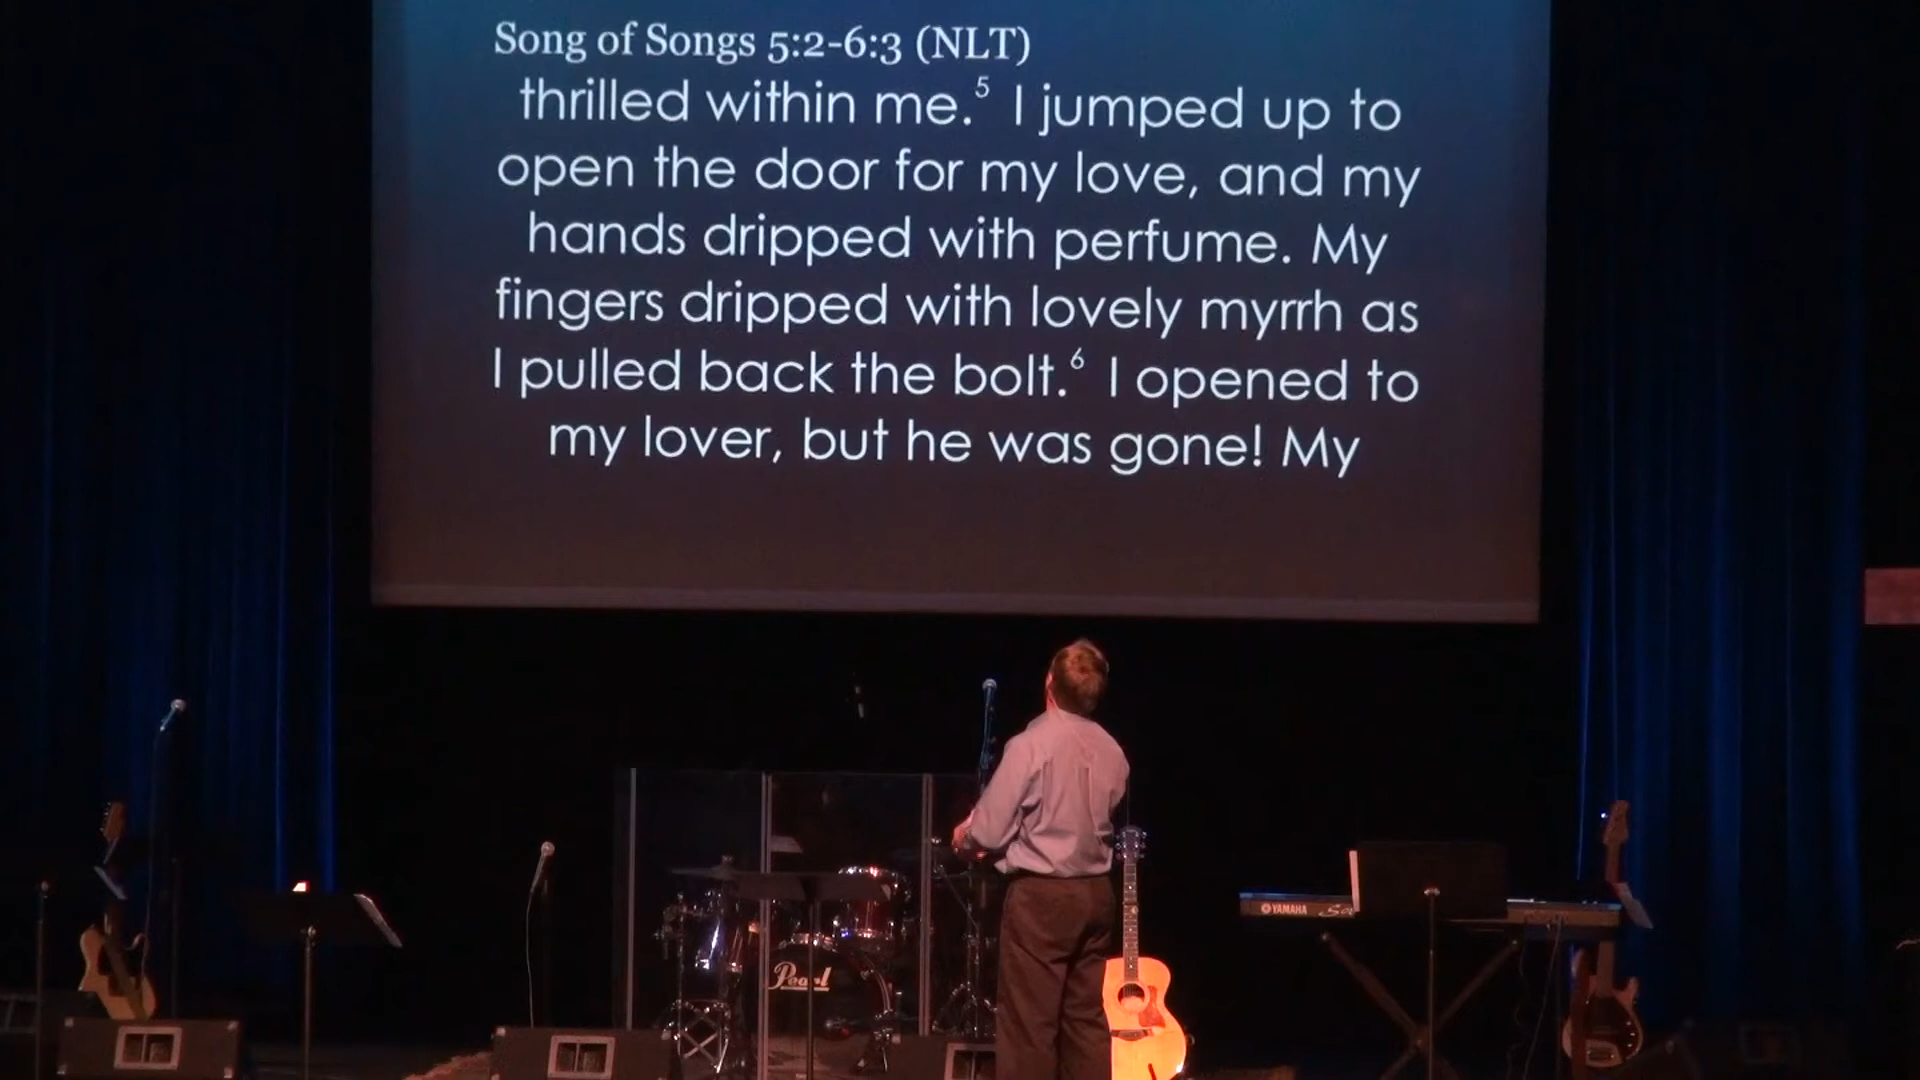 Song of Songs 5:2-6:3 (NLT)
thrilled within me.⁵ I jumped up to
open the door for my love, and my
hands dripped with perfume. My
fingers dripped with lovely myrrh as
I pulled back the bolt.⁶ I opened to
my lover, but he was gone! My
Pearl
YAMAHA